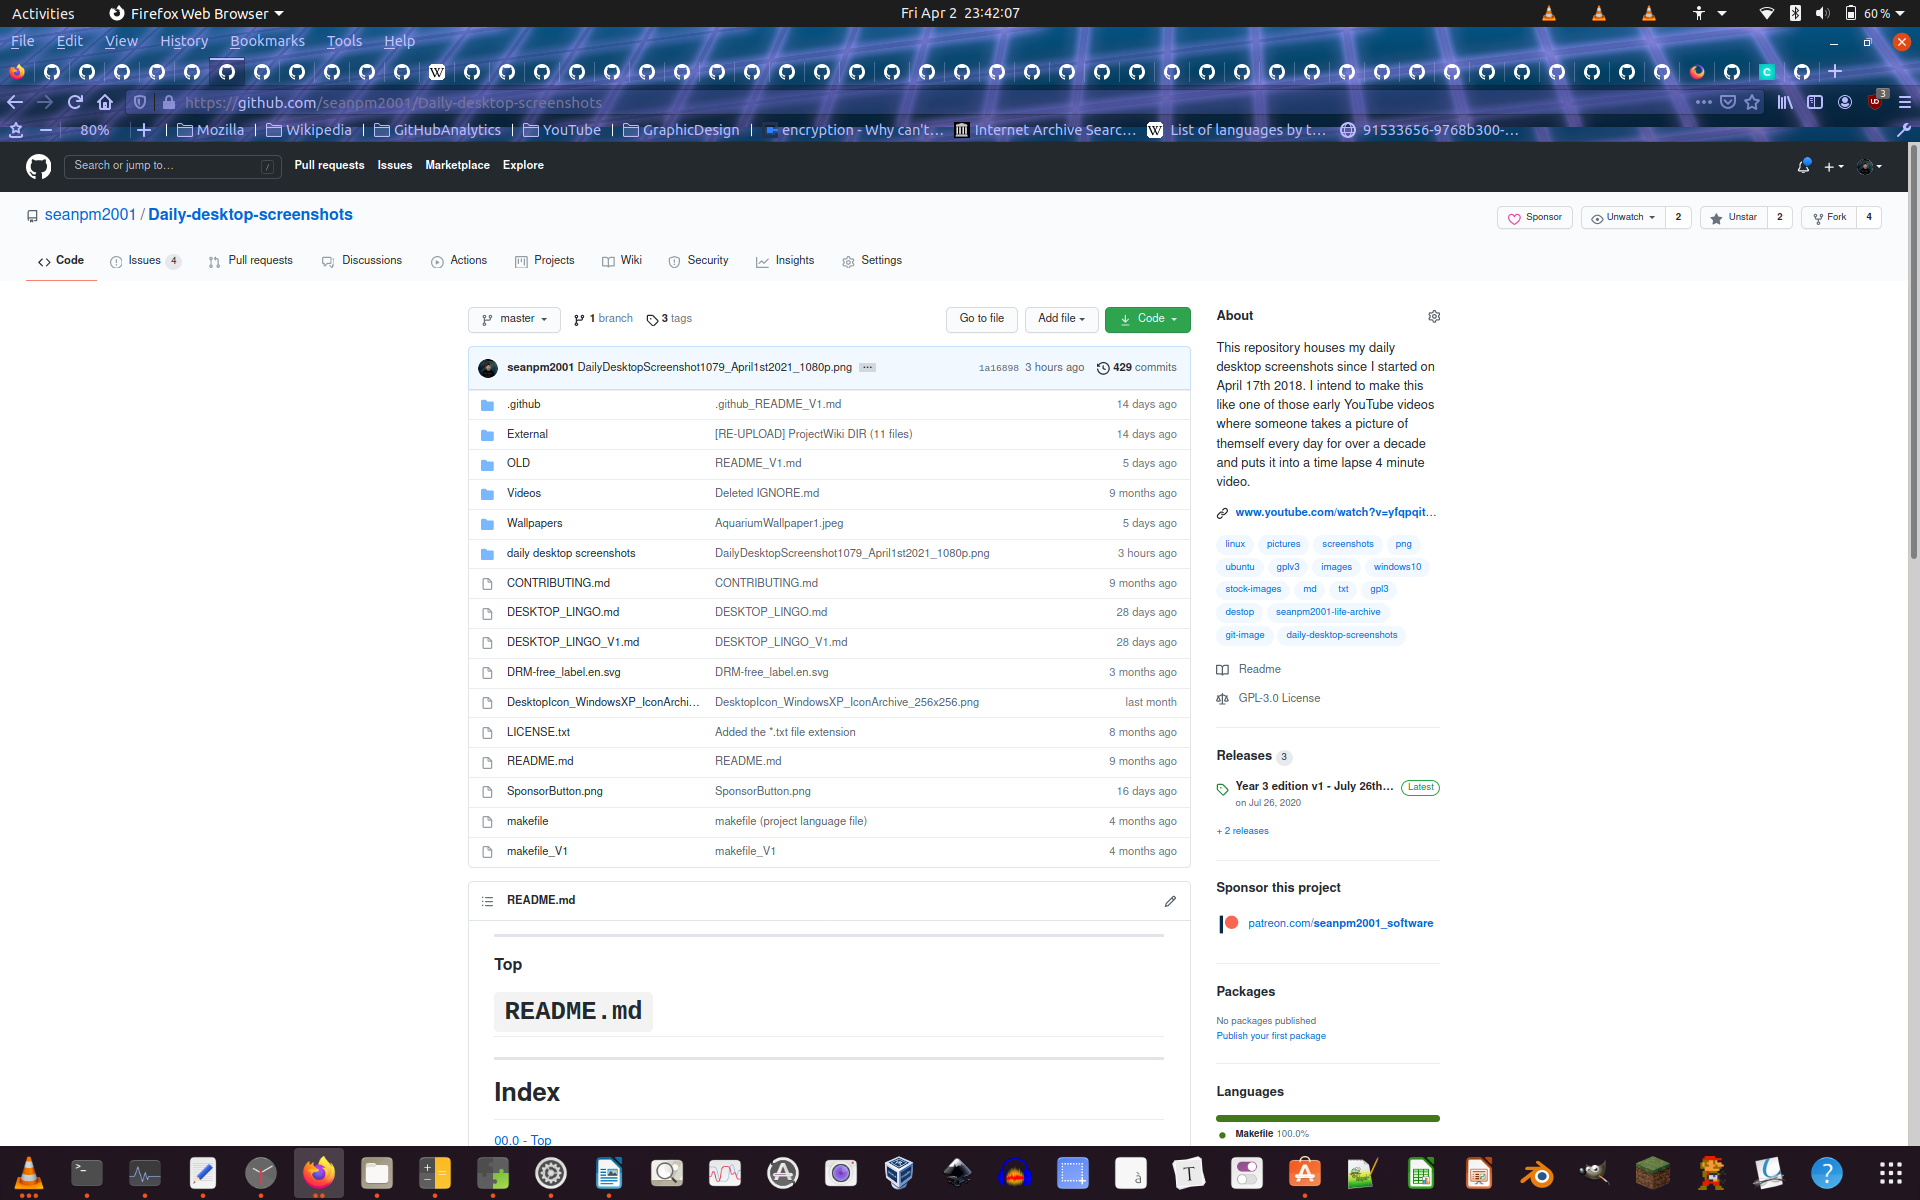 Activities
Firefox Web Browser
Fri Apr 2 23:42:07
60 %
File Edit View History Bookmarks Tools Help
https://github.com/seanpm2001/Daily-desktop-screenshots
3
80%
Mozilla
Wikipedia
GitHubAnalytics
YouTube
GraphicDesign
encryption - Why can't…
Internet Archive Searc…
List of languages by t…
91533656-9768b300-…
Search or jump to…
/
Pull requests Issues Marketplace Explore
seanpm2001 / Daily-desktop-screenshots
Sponsor
Unwatch 2
Unstar 2
Fork 4
Code
Issues 4
Pull requests
Discussions
Actions
Projects
Wiki
Security
Insights
Settings
master
1 branch
3 tags
Go to file
Add file
Code
seanpm2001 DailyDesktopScreenshot1079_April1st2021_1080p.png …
1a16898 3 hours ago 429 commits
.github .github_README_V1.md 14 days ago
External [RE-UPLOAD] ProjectWiki DIR (11 files) 14 days ago
OLD README_V1.md 5 days ago
Videos Deleted IGNORE.md 9 months ago
Wallpapers AquariumWallpaper1.jpeg 5 days ago
daily desktop screenshots DailyDesktopScreenshot1079_April1st2021_1080p.png 3 hours ago
CONTRIBUTING.md CONTRIBUTING.md 9 months ago
DESKTOP_LINGO.md DESKTOP_LINGO.md 28 days ago
DESKTOP_LINGO_V1.md DESKTOP_LINGO_V1.md 28 days ago
DRM-free_label.en.svg DRM-free_label.en.svg 3 months ago
DesktopIcon_WindowsXP_IconArchi… DesktopIcon_WindowsXP_IconArchive_256x256.png last month
LICENSE.txt Added the *.txt file extension 8 months ago
README.md README.md 9 months ago
SponsorButton.png SponsorButton.png 16 days ago
makefile makefile (project language file) 4 months ago
makefile_V1 makefile_V1 4 months ago
README.md
Top
README.md
Index
00.0 - Top
About
This repository houses my daily
desktop screenshots since I started on
April 17th 2018. I intend to make this
like one of those early YouTube videos
where someone takes a picture of
themself every day for over a decade
and puts it into a time lapse 4 minute
video.
www.youtube.com/watch?v=yfqpqit…
linux pictures screenshots png
ubuntu gplv3 images windows10
stock-images md txt gpl3
destop seanpm2001-life-archive
git-image daily-desktop-screenshots
Readme
GPL-3.0 License
Releases 3
Year 3 edition v1 - July 26th… Latest
on Jul 26, 2020
+ 2 releases
Sponsor this project
patreon.com/seanpm2001_software
Packages
No packages published
Publish your first package
Languages
Makefile 100.0%